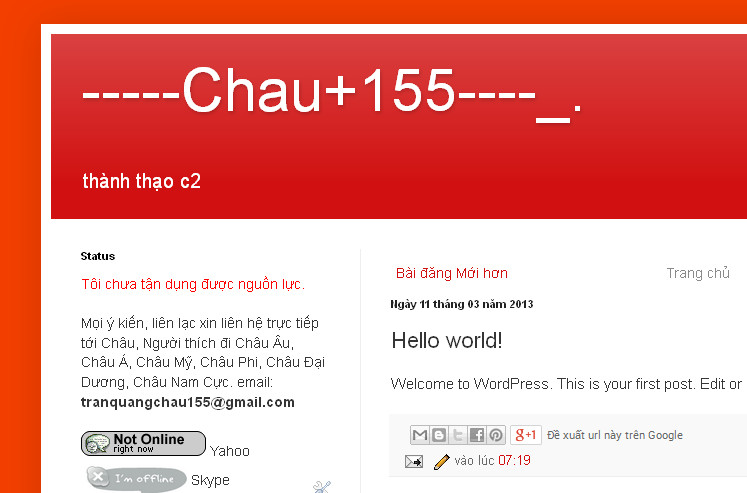 -----Chau+155----_.
thành thạo c2
Status
Tôi chưa tận dụng được nguồn lực.
Mọi ý kiến, liên lạc xin liên hệ trực tiếp
tới Châu, Người thích đi Châu Âu,
Châu Á, Châu Mỹ, Châu Phi, Châu Đại
Dương, Châu Nam Cực. email:
tranquangchau155@gmail.com
Not Online
right now
Yahoo
I'm offline
Skype
Bài đăng Mới hơn
Trang chủ
Ngày 11 tháng 03 năm 2013
Hello world!
Welcome to WordPress. This is your first post. Edit or
g+1 Đề xuất url này trên Google
vào lúc 07:19